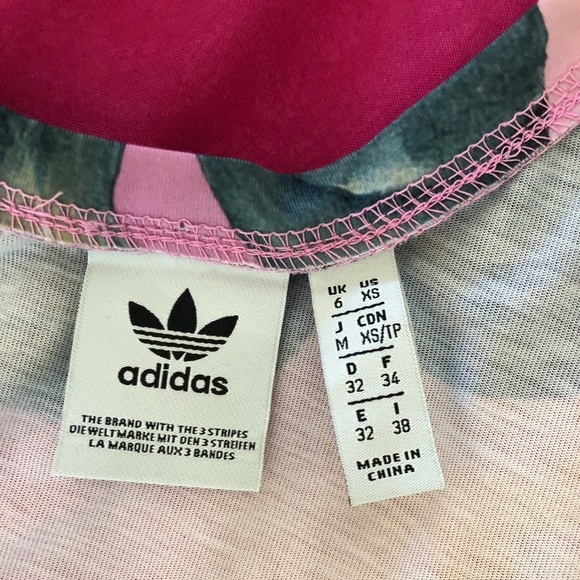 adidas
THE BRAND WITH THE 3 STRIPES
DIE WELTMARKE MIT DEN 3 STREIFEN
LA MARQUE AUX 3 BANDES
UK US
6 XS
J CDN
M XS/TP
D F
32 34
E I
32 38
MADE IN
CHINA